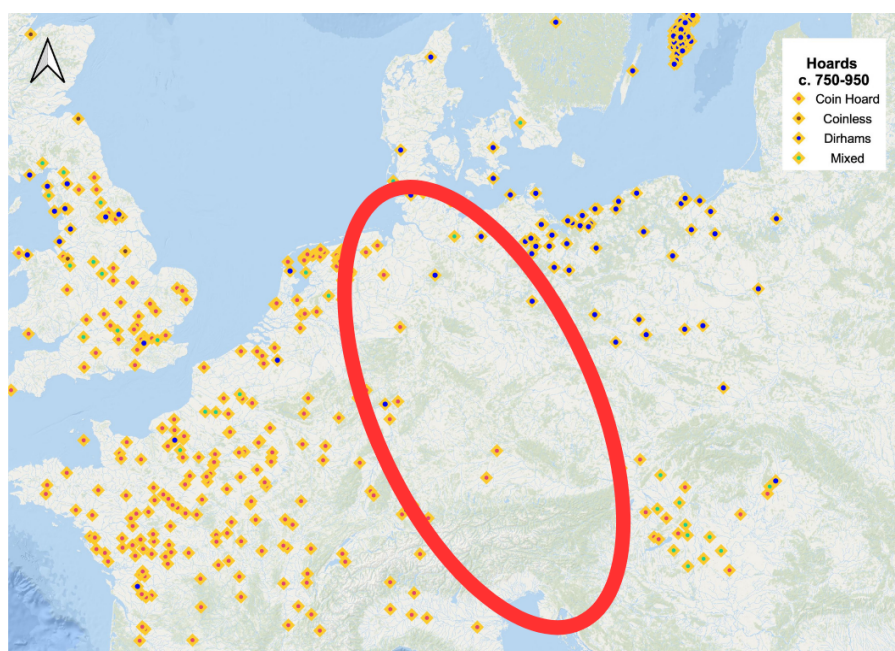 Hoards
c. 750-950
Coin Hoard
Coinless
Dirhams
Mixed